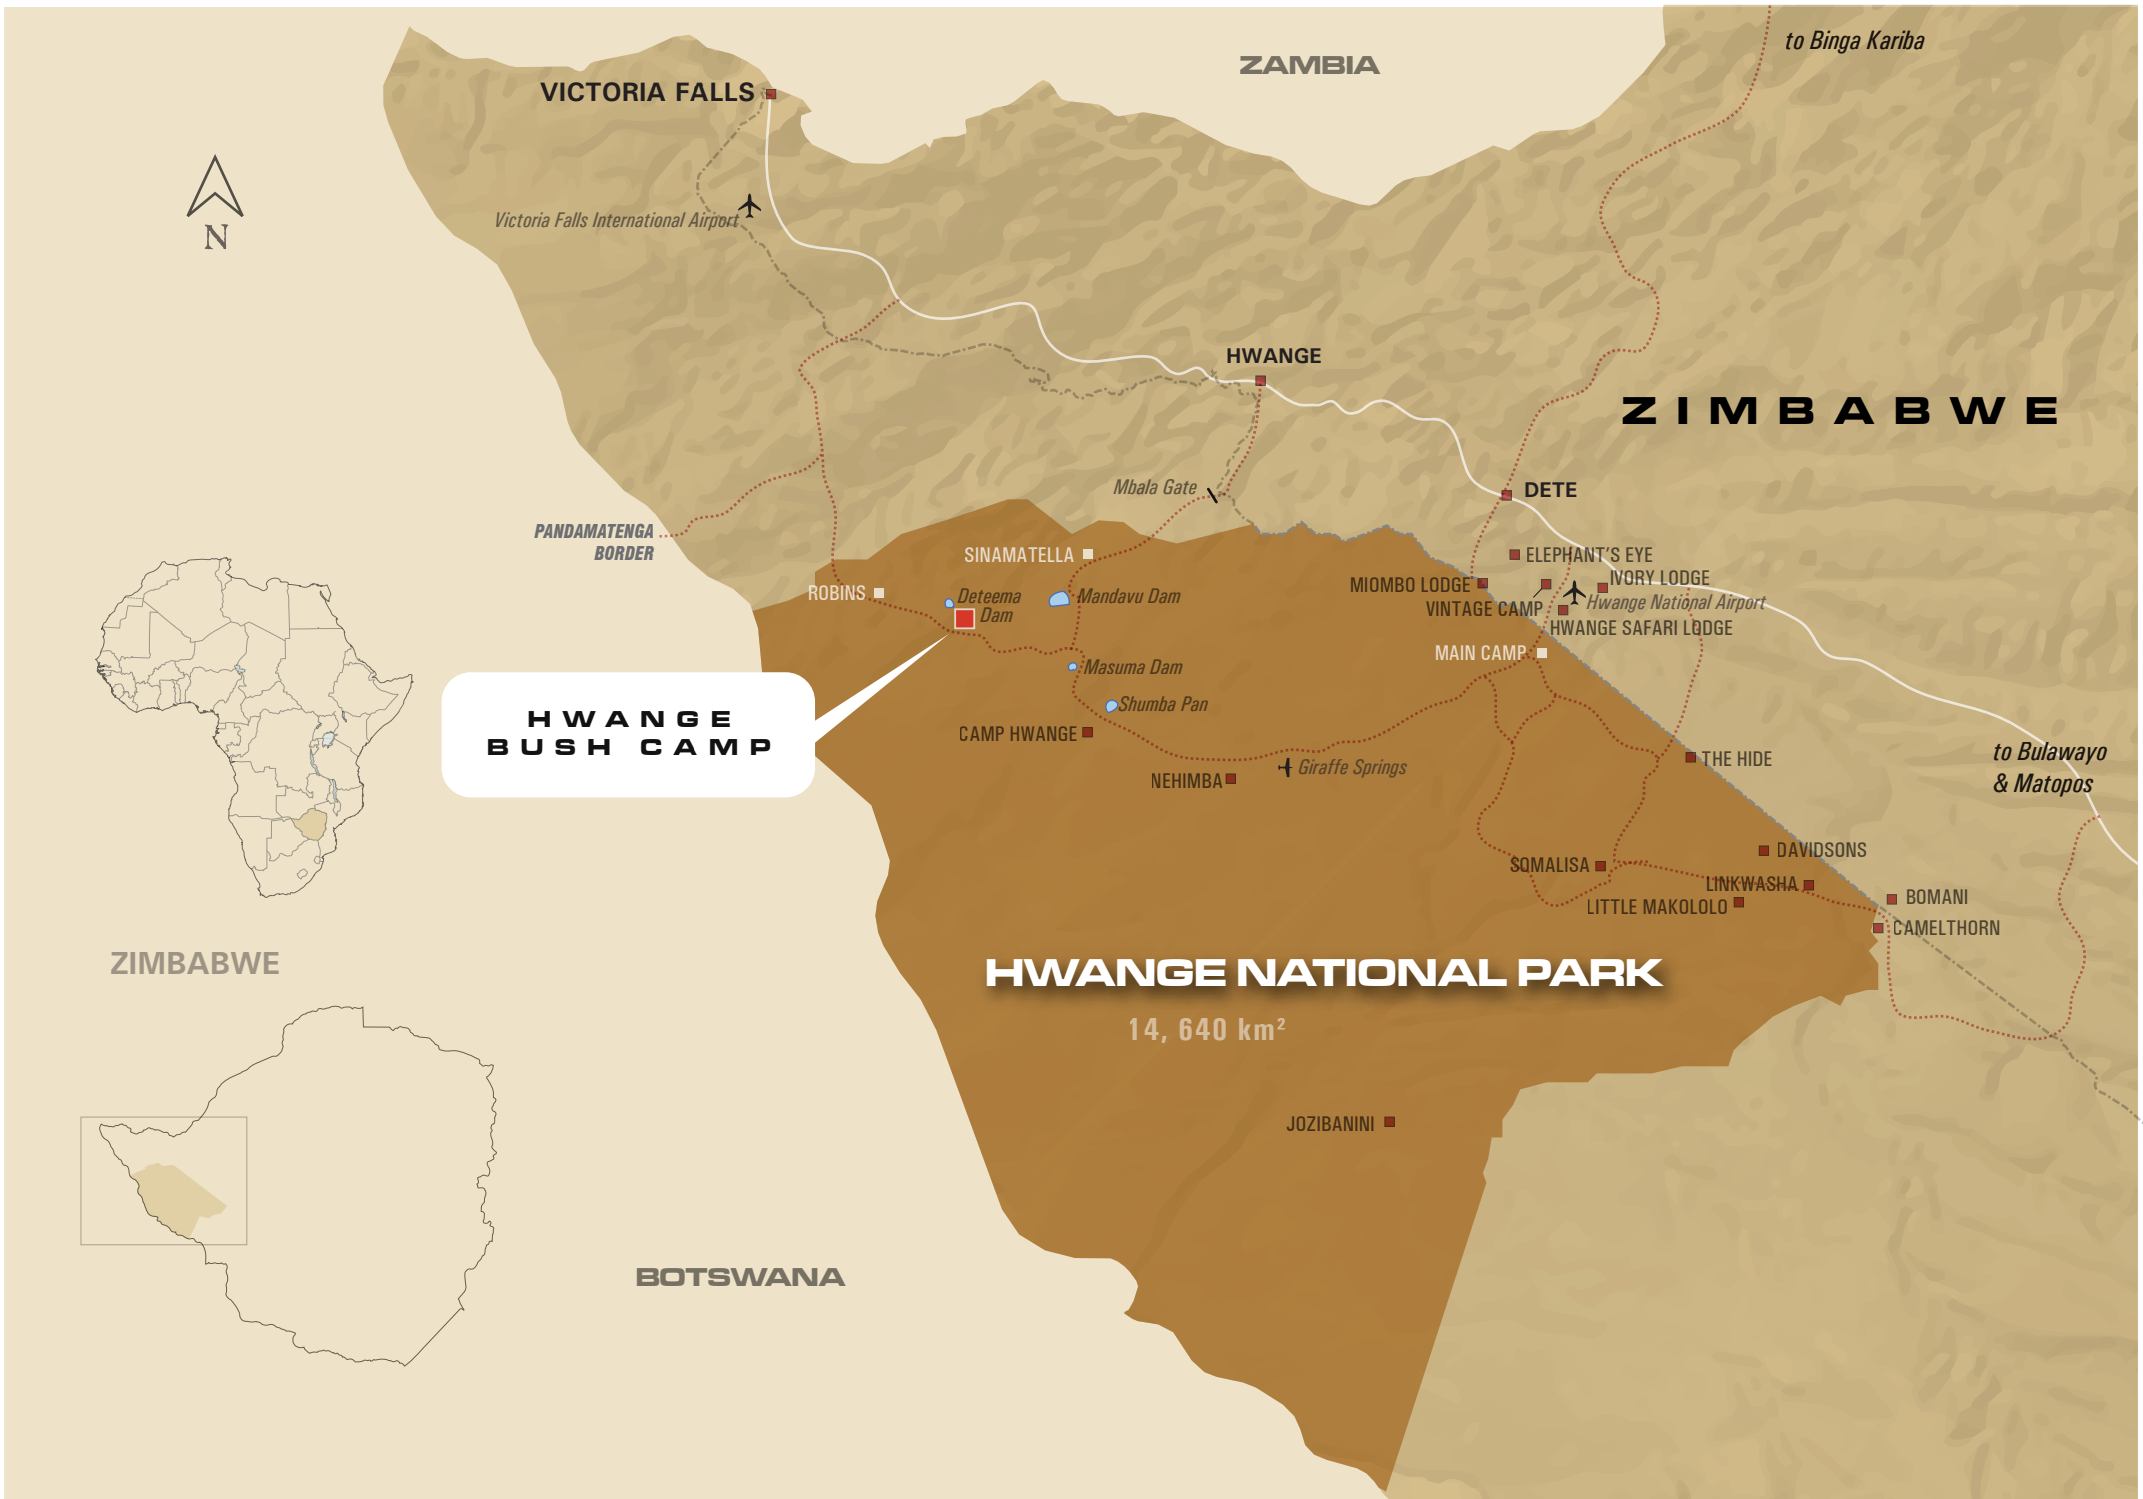 to Binga Kariba
ZAMBIA
VICTORIA FALLS
Victoria Falls International Airport
N
HWANGE
ZIMBABWE
Mbala Gate
DETE
PANDAMATENGA
BORDER
SINAMATELLA
ELEPHANT'S EYE
MIOMBO LODGE
IVORY LODGE
ROBINS
Deteema
Dam
Mandavu Dam
VINTAGE CAMP
Hwange National Airport
HWANGE SAFARI LODGE
MAIN CAMP
Masuma Dam
Shumba Pan
HWANGE
BUSH CAMP
CAMP HWANGE
NEHIMBA
Giraffe Springs
THE HIDE
to Bulawayo
& Matopos
SOMALISA
DAVIDSONS
LINKWASHA
LITTLE MAKOLOLO
BOMANI
CAMELTHORN
ZIMBABWE
HWANGE NATIONAL PARK
14, 640 km²
JOZIBANINI
BOTSWANA